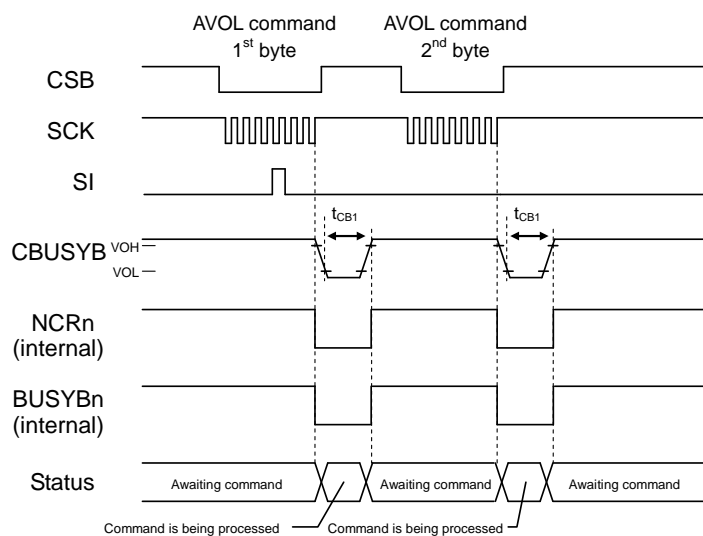 AVOL command
1st byte
AVOL command
2nd byte
CSB
SCK
SI
tCB1
tCB1
CBUSYB
VOH
VOL
NCRn
(internal)
BUSYBn
(internal)
Status
Awaiting command
Awaiting command
Awaiting command
Command is being processed
Command is being processed